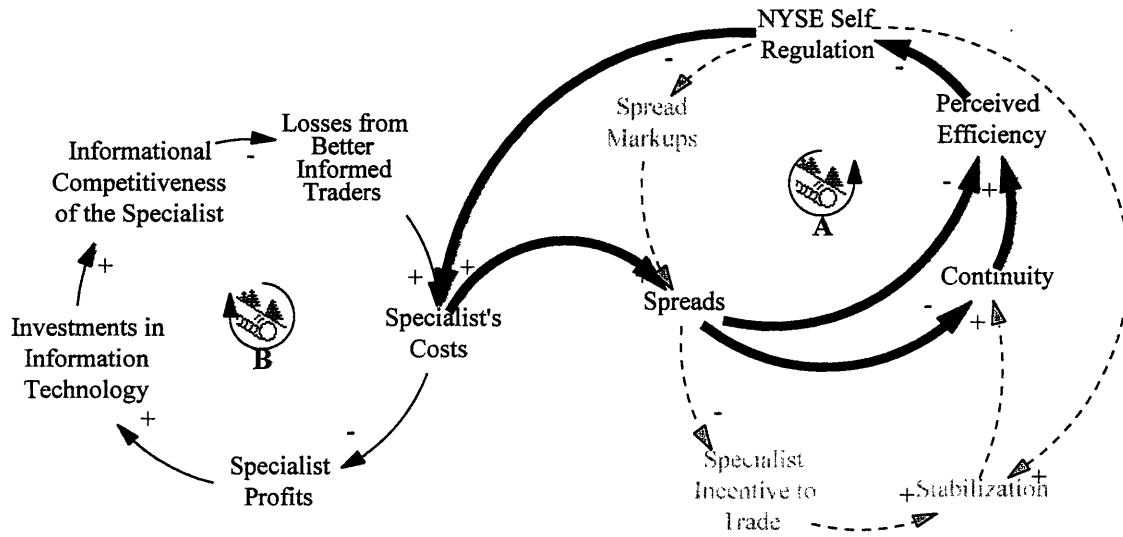 NYSE Self
Regulation
-
-
Spread
Markups
Perceived
Efficiency
Losses from
Better
Informed
Traders
-
Informational
Competitiveness
of the Specialist
-
+
A
+
+
+
Continuity
Spreads
-
+
Specialist's
Costs
Investments in
Information
Technology
B
+
-
-
Specialist
Profits
Specialist
Incentive to
Trade
+
Stabilization
+